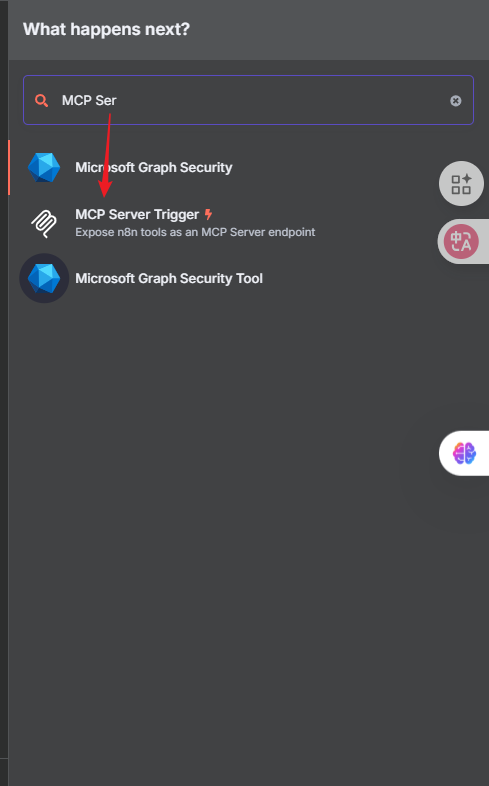 What happens next?
MCP Ser
Microsoft Graph Security
MCP Server Trigger
Expose n8n tools as an MCP Server endpoint
Microsoft Graph Security Tool
中
A